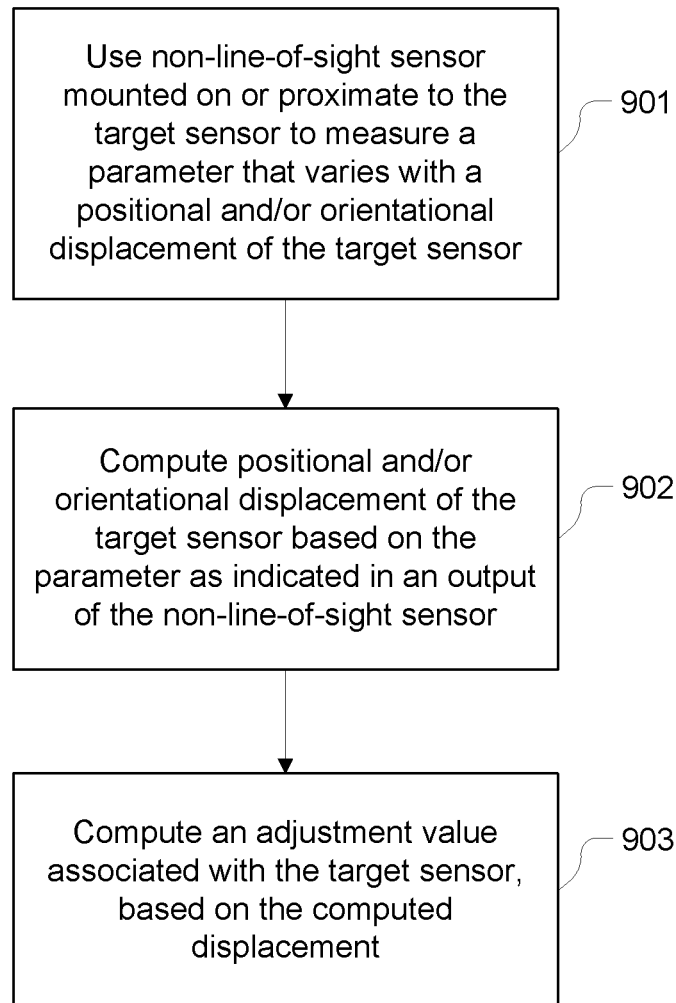 Use non-line-of-sight sensor
mounted on or proximate to the
target sensor to measure a
parameter that varies with a
positional and/or orientational
displacement of the target sensor
901
Compute positional and/or
orientational displacement of the
target sensor based on the
parameter as indicated in an output
of the non-line-of-sight sensor
902
Compute an adjustment value
associated with the target sensor,
based on the computed
displacement
903